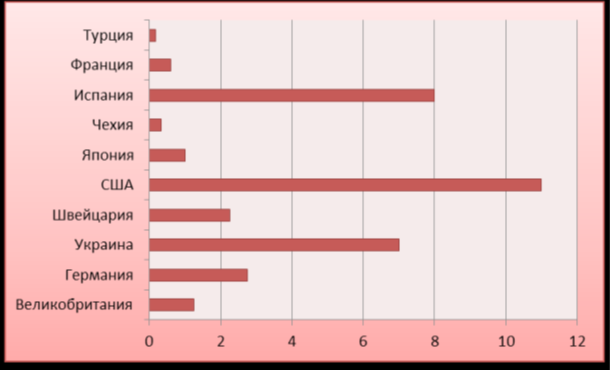 Турция
Франция
Испания
Чехия
Япония
США
Швейцария
Украина
Германия
Великобритания
0 2 4 6 8 10 12